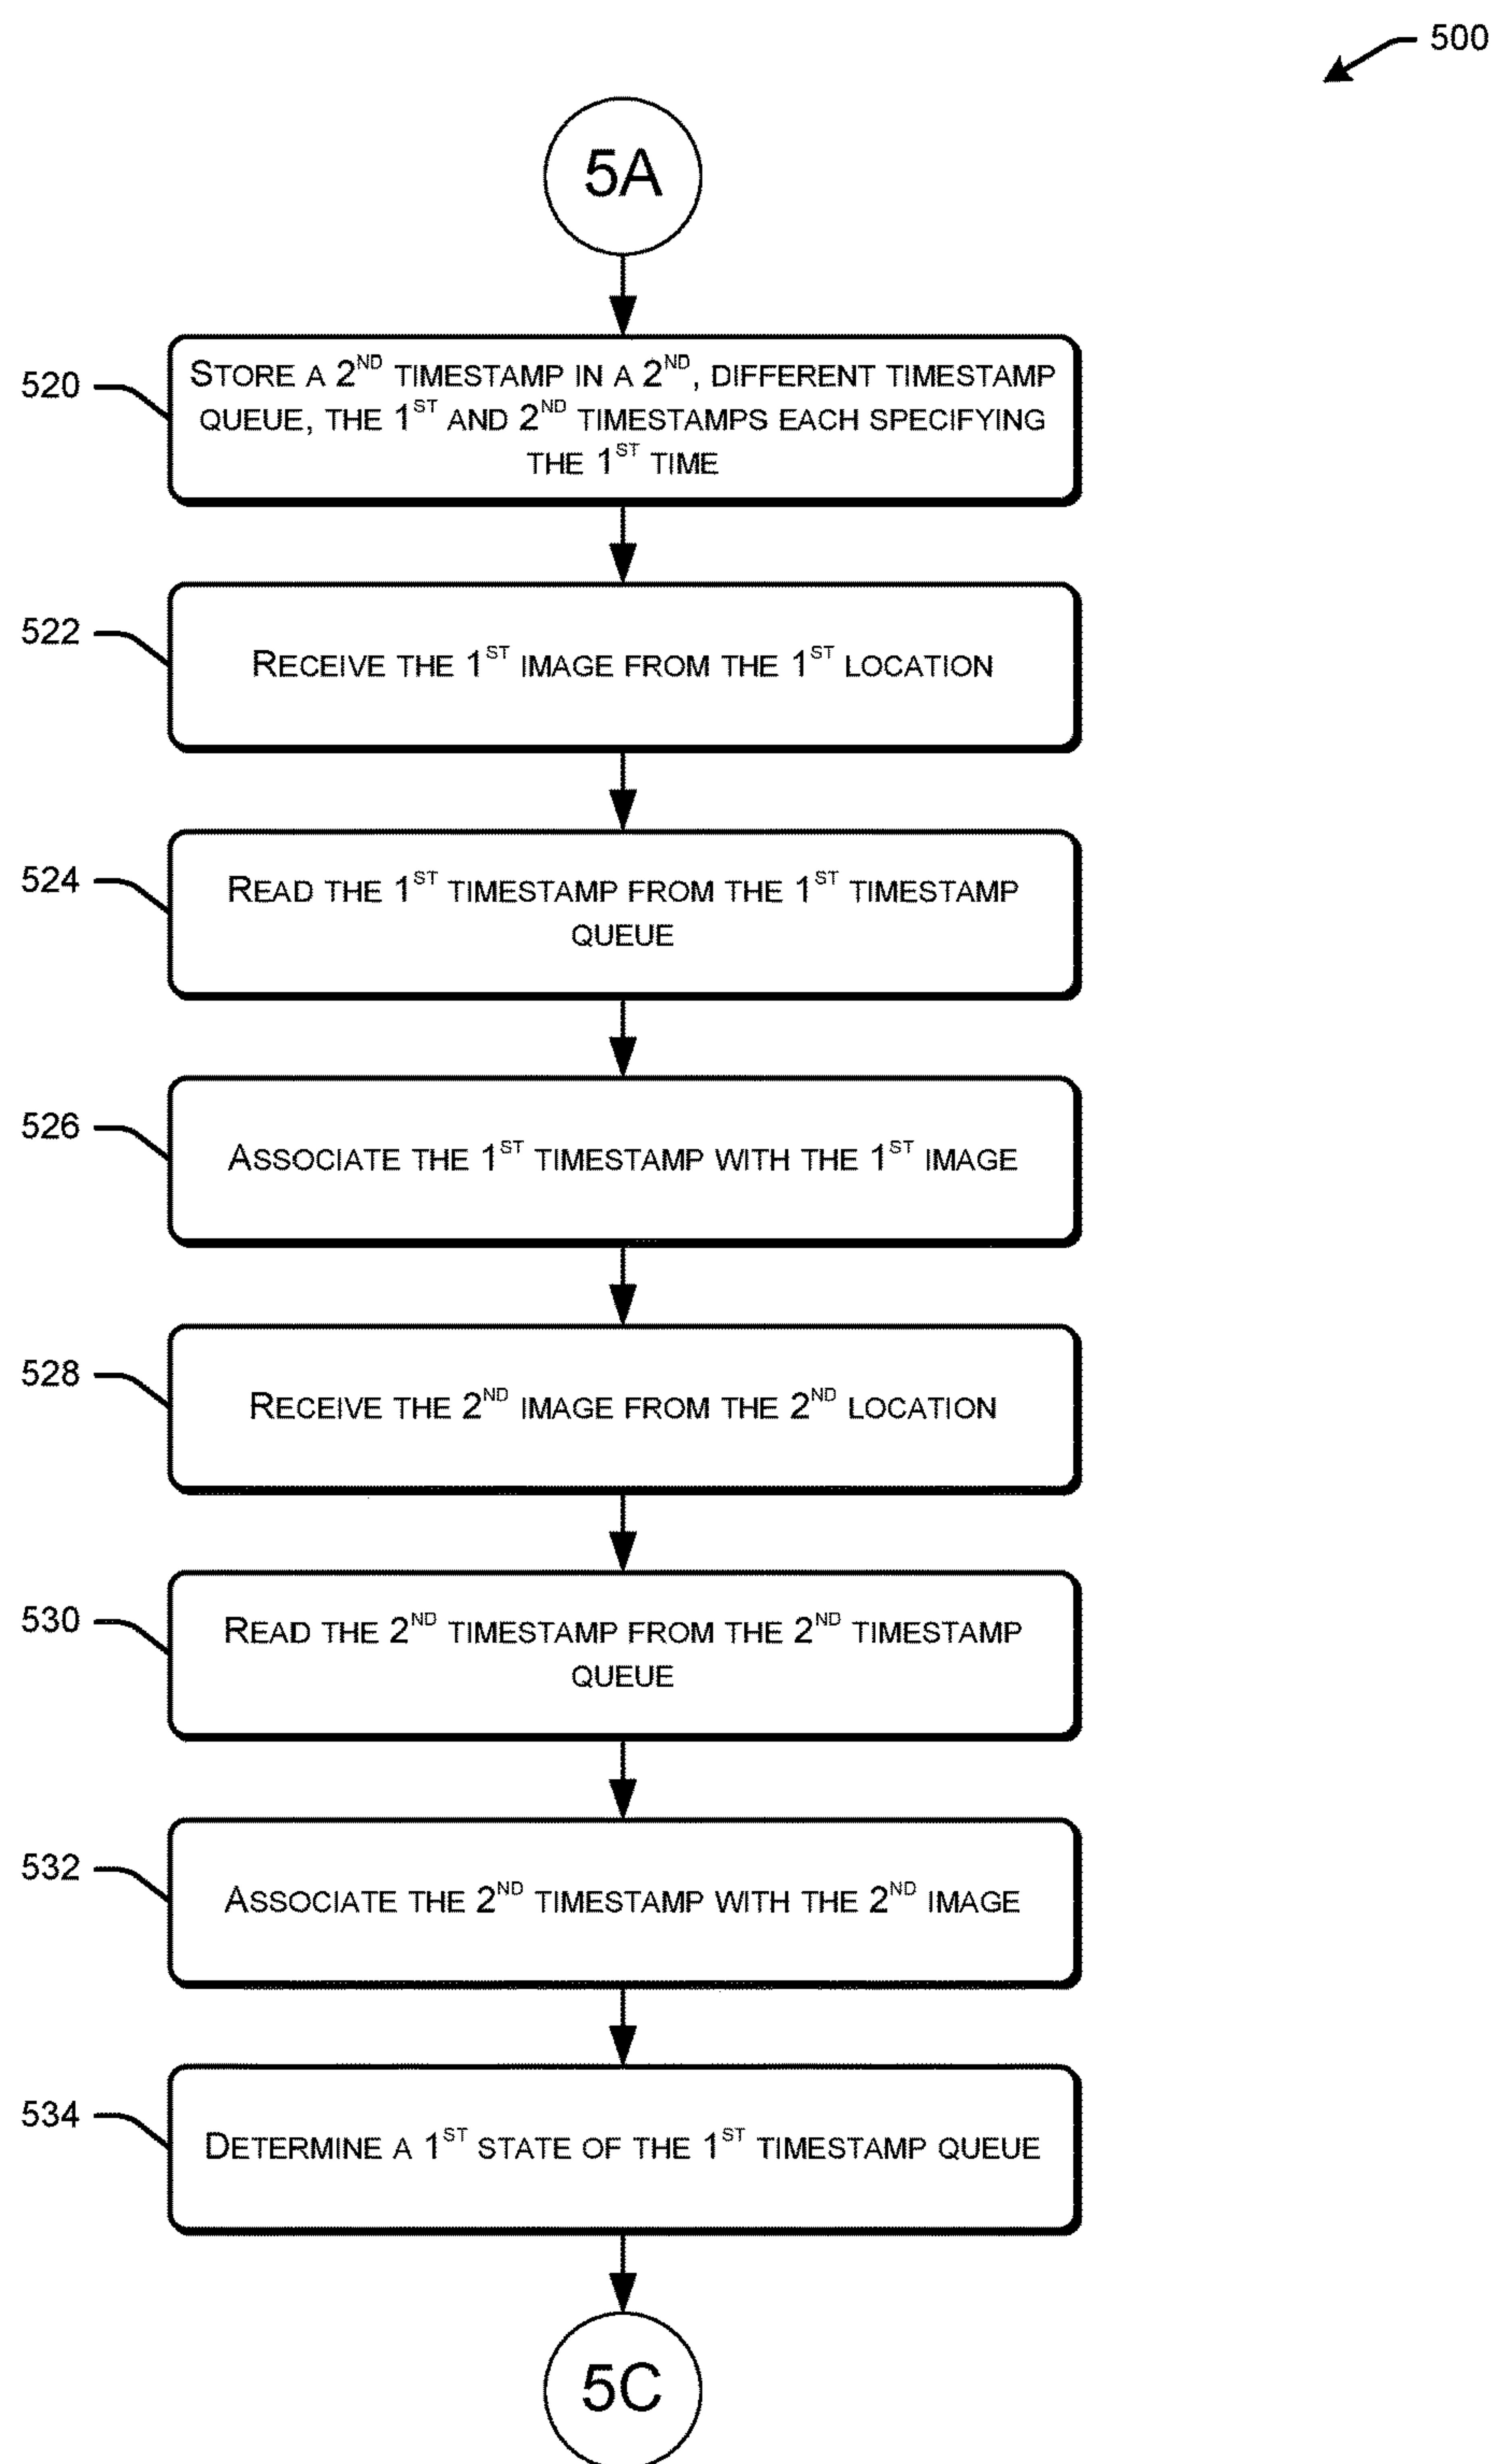 500
5A
520
STORE A 2ND TIMESTAMP IN A 2ND, DIFFERENT TIMESTAMP
QUEUE, THE 1ST AND 2ND TIMESTAMPS EACH SPECIFYING
THE 1ST TIME
522
RECEIVE THE 1ST IMAGE FROM THE 1ST LOCATION
524
READ THE 1ST TIMESTAMP FROM THE 1ST TIMESTAMP
QUEUE
526
ASSOCIATE THE 1ST TIMESTAMP WITH THE 1ST IMAGE
528
RECEIVE THE 2ND IMAGE FROM THE 2ND LOCATION
530
READ THE 2ND TIMESTAMP FROM THE 2ND TIMESTAMP
QUEUE
532
ASSOCIATE THE 2ND TIMESTAMP WITH THE 2ND IMAGE
534
DETERMINE A 1ST STATE OF THE 1ST TIMESTAMP QUEUE
5C